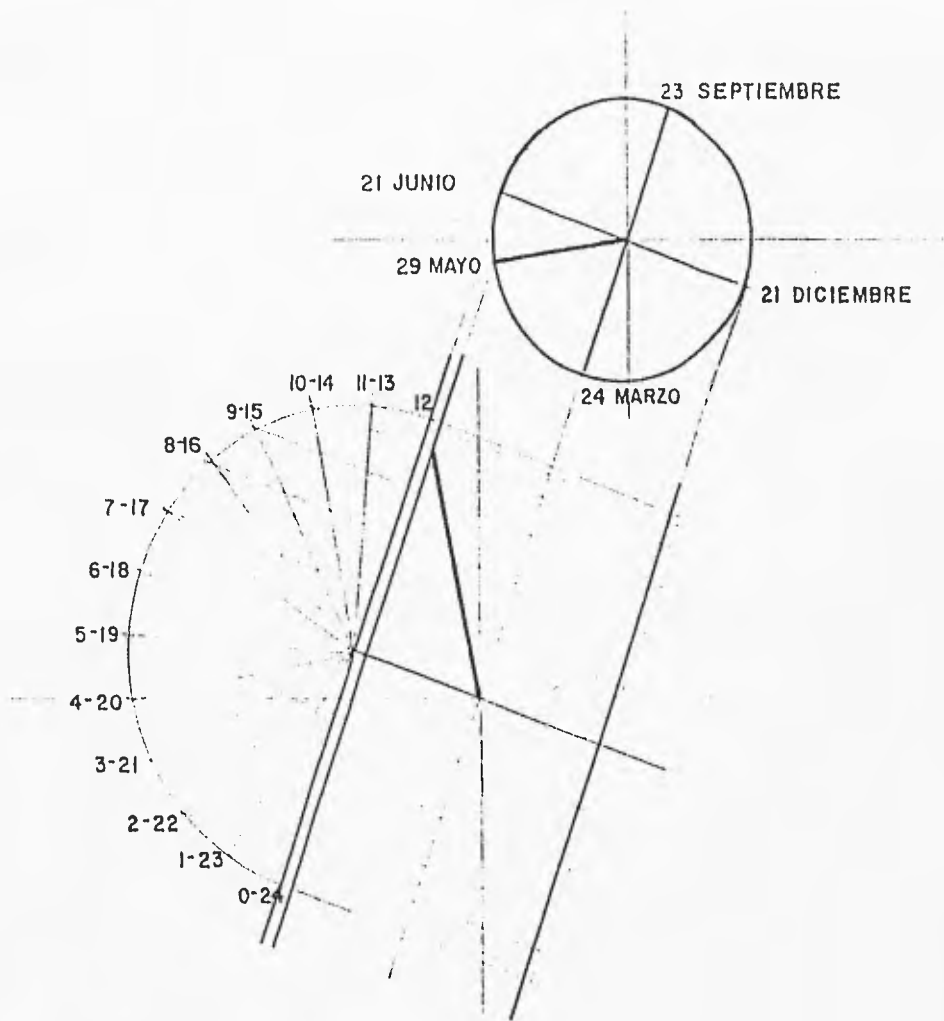 23 SEPTIEMBRE
21 JUNIO
29 MAYO
21 DICIEMBRE
24 MARZO
10-14
11-13
12
9-15
8-16
7-17
6-18
5-19
4-20
3-21
2-22
1-23
0-24